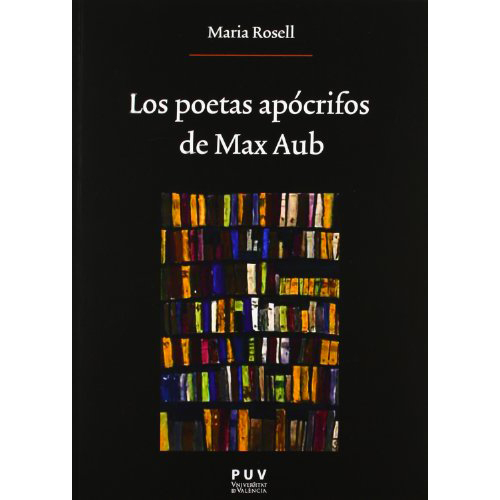 Maria Rosell
Los poetas apócrifos
de Max Aub
PUV
UNIVERSITAT
DE VALÈNCIA